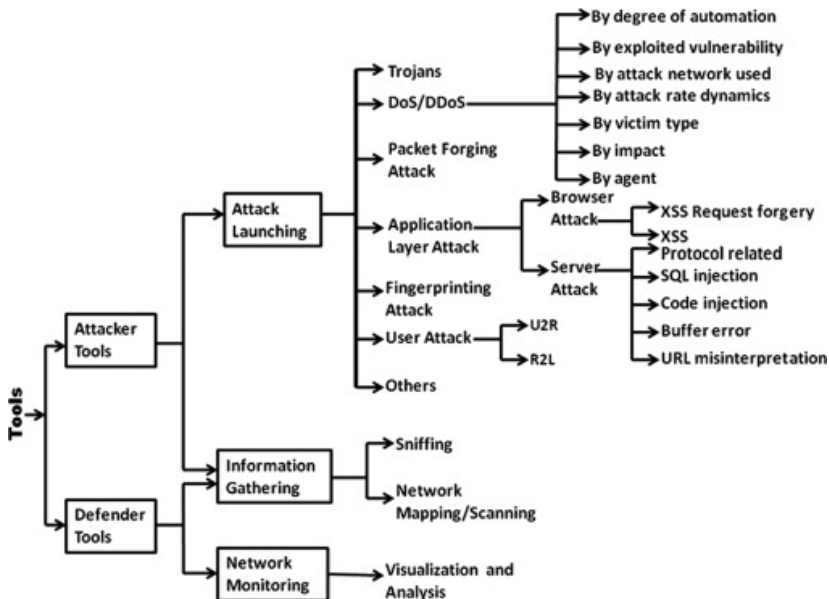 By degree of automation
By exploited vulnerability
By attack network used
By attack rate dynamics
By victim type
By impact
By agent
Trojans
DoS/DDoS
Packet Forging
Attack
Attack
Launching
Application
Layer Attack
Browser
Attack
XSS Request forgery
XSS
Server
Attack
Protocol related
SQL injection
Code injection
Buffer error
URL misinterpretation
Fingerprinting
Attack
User Attack
U2R
R2L
Others
Attacker
Tools
Tools
Defender
Tools
Information
Gathering
Sniffing
Network
Mapping/Scanning
Network
Monitoring
Visualization and
Analysis